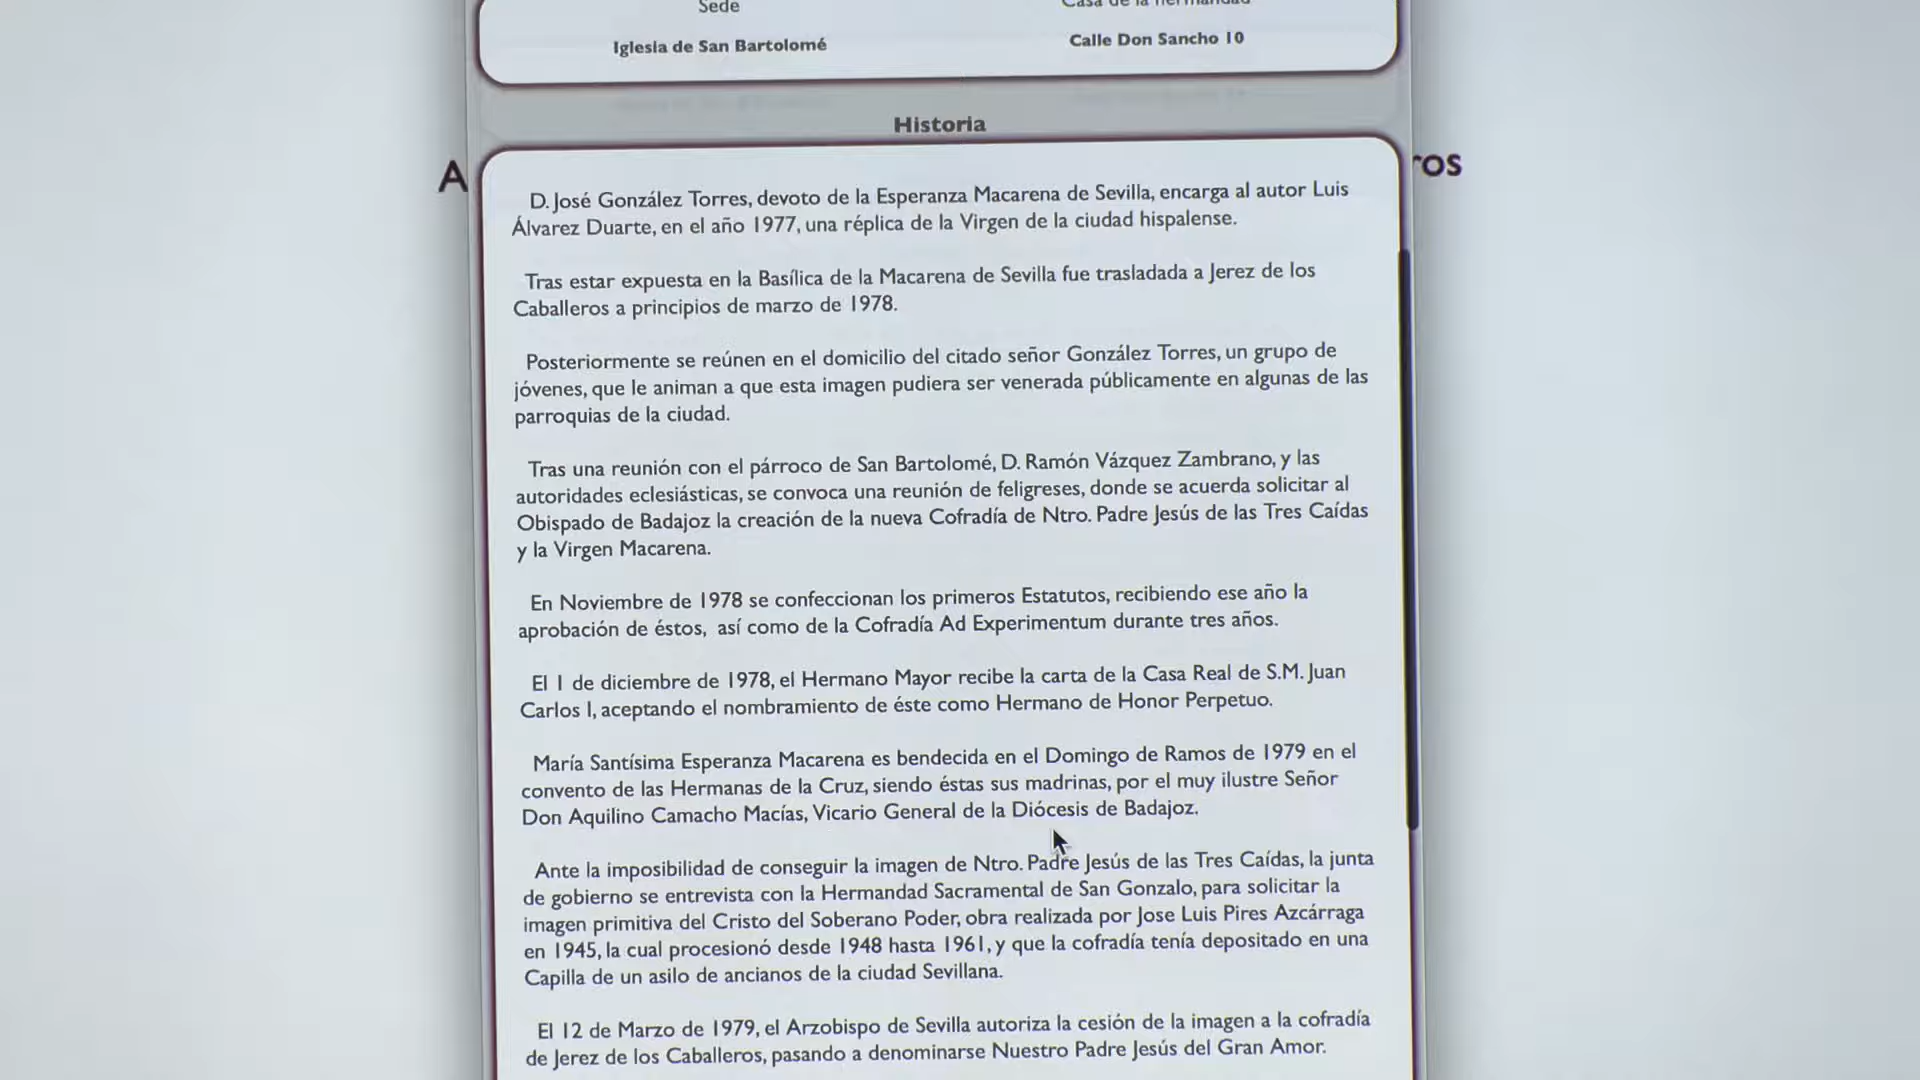 Sede
Casa de la hermandad
Iglesia de San Bartolomé
Calle Don Sancho 10
Historia
A
ros
D. José González Torres, devoto de la Esperanza Macarena de Sevilla, encarga al autor Luis
Álvarez Duarte, en el año 1977, una réplica de la Virgen de la ciudad hispalense.
Tras estar expuesta en la Basílica de la Macarena de Sevilla fue trasladada a Jerez de los
Caballeros a principios de marzo de 1978.
Posteriormente se reúnen en el domicilio del citado señor González Torres, un grupo de
jóvenes, que le animan a que esta imagen pudiera ser venerada públicamente en algunas de las
parroquias de la ciudad.
Tras una reunión con el párroco de San Bartolomé, D. Ramón Vázquez Zambrano, y las
autoridades eclesiásticas, se convoca una reunión de feligreses, donde se acuerda solicitar al
Obispado de Badajoz la creación de la nueva Cofradía de Ntro. Padre Jesús de las Tres Caídas
y la Virgen Macarena.
En Noviembre de 1978 se confeccionan los primeros Estatutos, recibiendo ese año la
aprobación de éstos, así como de la Cofradía Ad Experimentum durante tres años.
El 1 de diciembre de 1978, el Hermano Mayor recibe la carta de la Casa Real de S.M. Juan
Carlos I, aceptando el nombramiento de éste como Hermano de Honor Perpetuo.
María Santísima Esperanza Macarena es bendecida en el Domingo de Ramos de 1979 en el
convento de las Hermanas de la Cruz, siendo éstas sus madrinas, por el muy ilustre Señor
Don Aquilino Camacho Macías, Vicario General de la Diócesis de Badajoz.
Ante la imposibilidad de conseguir la imagen de Ntro. Padre Jesús de las Tres Caídas, la junta
de gobierno se entrevista con la Hermandad Sacramental de San Gonzalo, para solicitar la
imagen primitiva del Cristo del Soberano Poder, obra realizada por Jose Luis Pires Azcárraga
en 1945, la cual procesionó desde 1948 hasta 1961, y que la cofradía tenía depositado en una
Capilla de un asilo de ancianos de la ciudad Sevillana.
El 12 de Marzo de 1979, el Arzobispo de Sevilla autoriza la cesión de la imagen a la cofradía
de Jerez de los Caballeros, pasando a denominarse Nuestro Padre Jesús del Gran Amor.